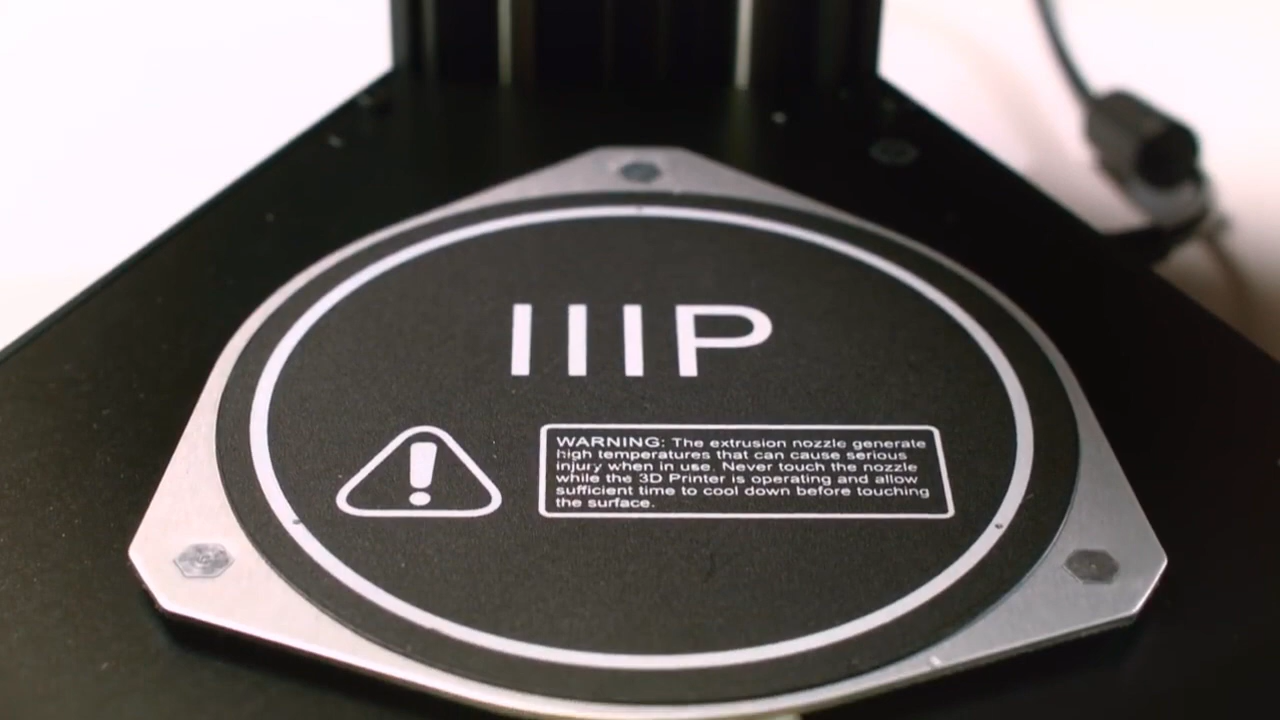 IIIP
WARNING: The extrusion nozzle generate
high temperatures that can cause serious
injury when in use. Never touch the nozzle
while the 3D Printer is operating and allow
sufficient time to cool down before touching
the surface.